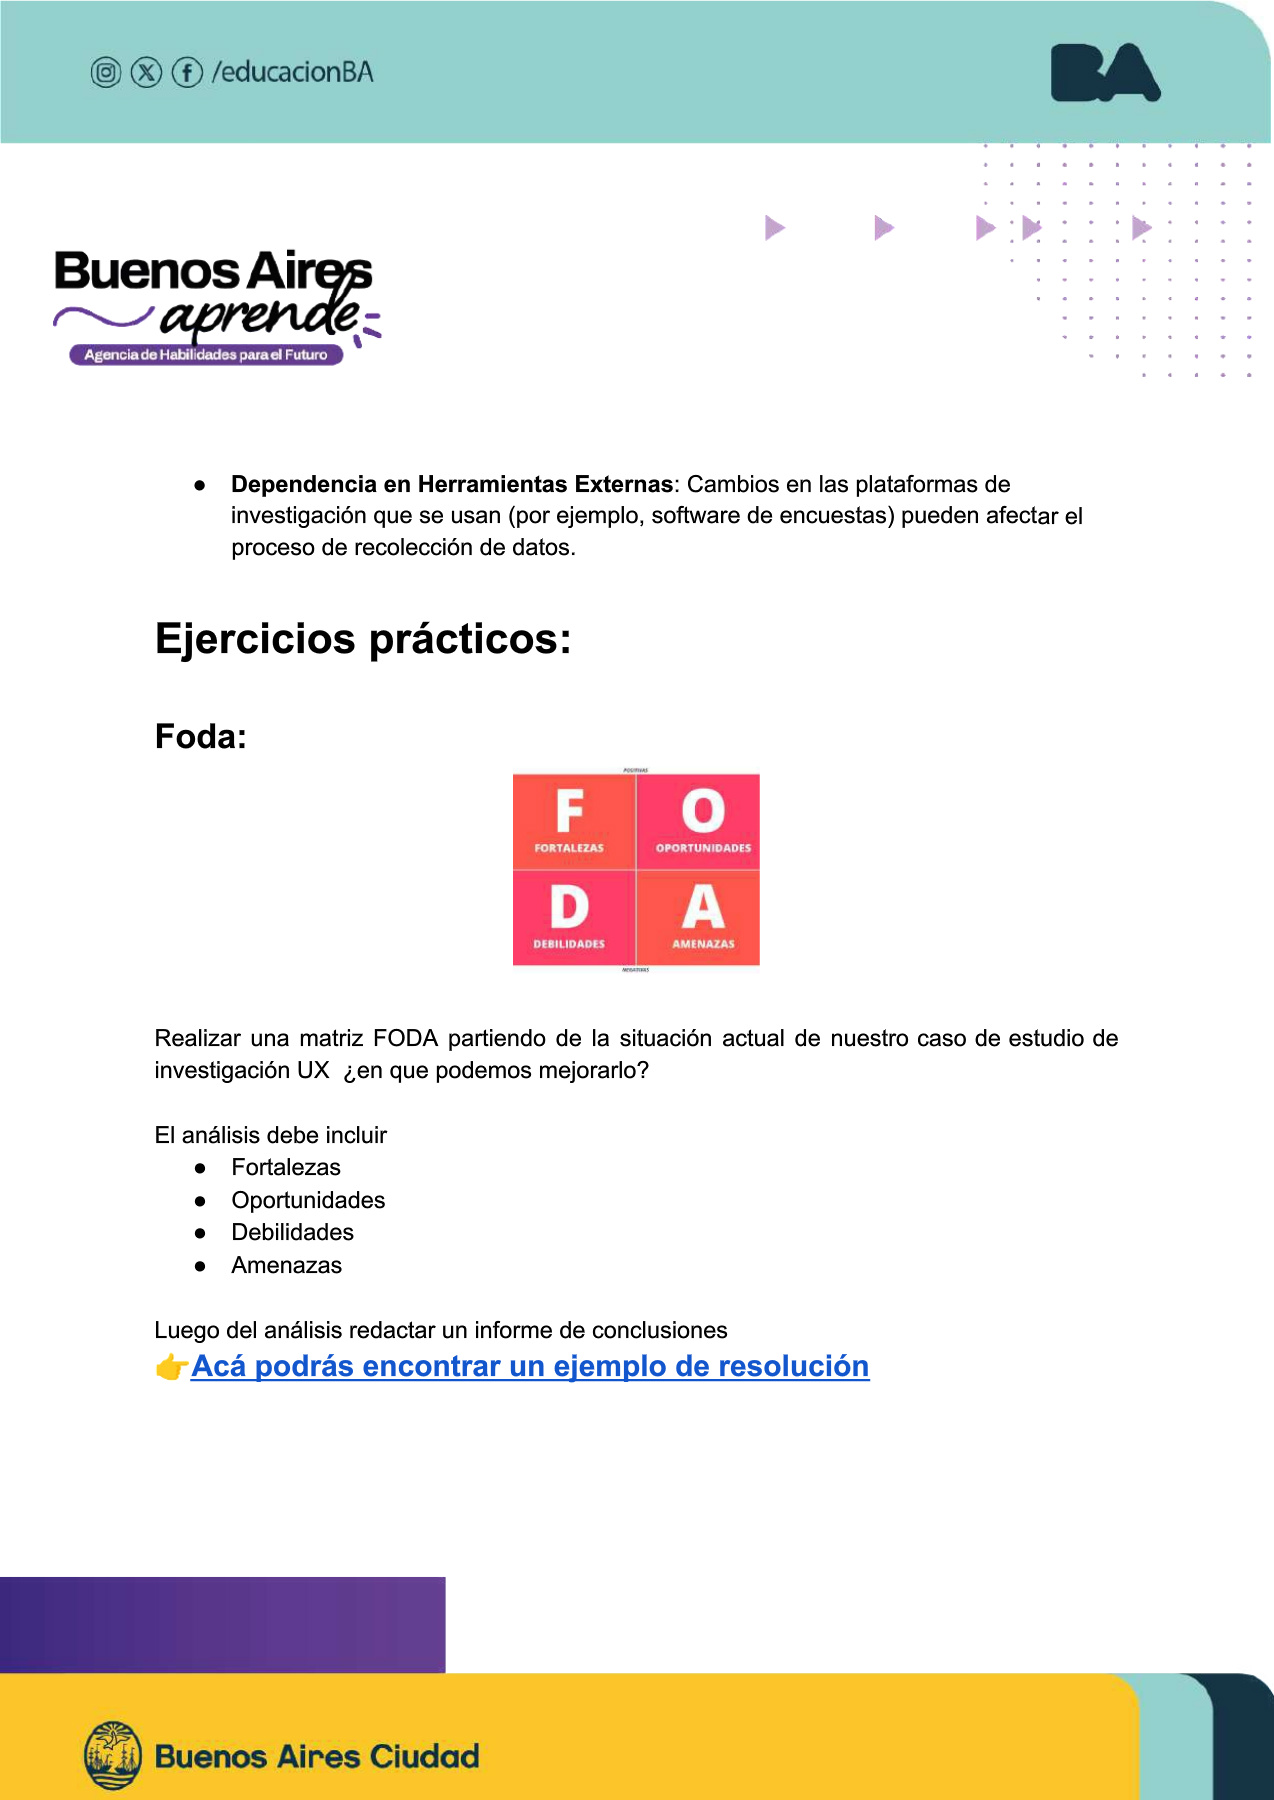 /educacionBA
BA
Buenos Aires
aprende
Agencia de Habilidades para el Futuro
● Dependencia en Herramientas Externas: Cambios en las plataformas de
investigación que se usan (por ejemplo, software de encuestas) pueden afectar el
proceso de recolección de datos.
Ejercicios prácticos:
Foda:
POSITIVAS
F
FORTALEZAS
O
OPORTUNIDADES
D
DEBILIDADES
A
AMENAZAS
NEGATIVAS
Realizar una matriz FODA partiendo de la situación actual de nuestro caso de estudio de
investigación UX ¿en que podemos mejorarlo?
El análisis debe incluir
● Fortalezas
● Oportunidades
● Debilidades
● Amenazas
Luego del análisis redactar un informe de conclusiones
👉Acá podrás encontrar un ejemplo de resolución
Buenos Aires Ciudad